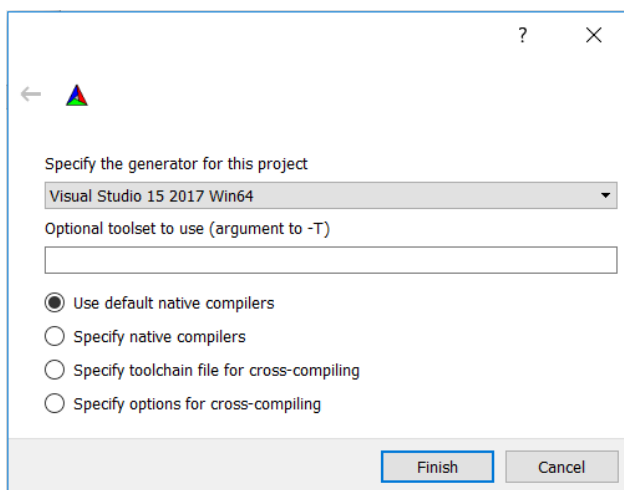 ?
Specify the generator for this project
Visual Studio 15 2017 Win64
Optional toolset to use (argument to -T)
Use default native compilers
Specify native compilers
Specify toolchain file for cross-compiling
Specify options for cross-compiling
Finish Cancel